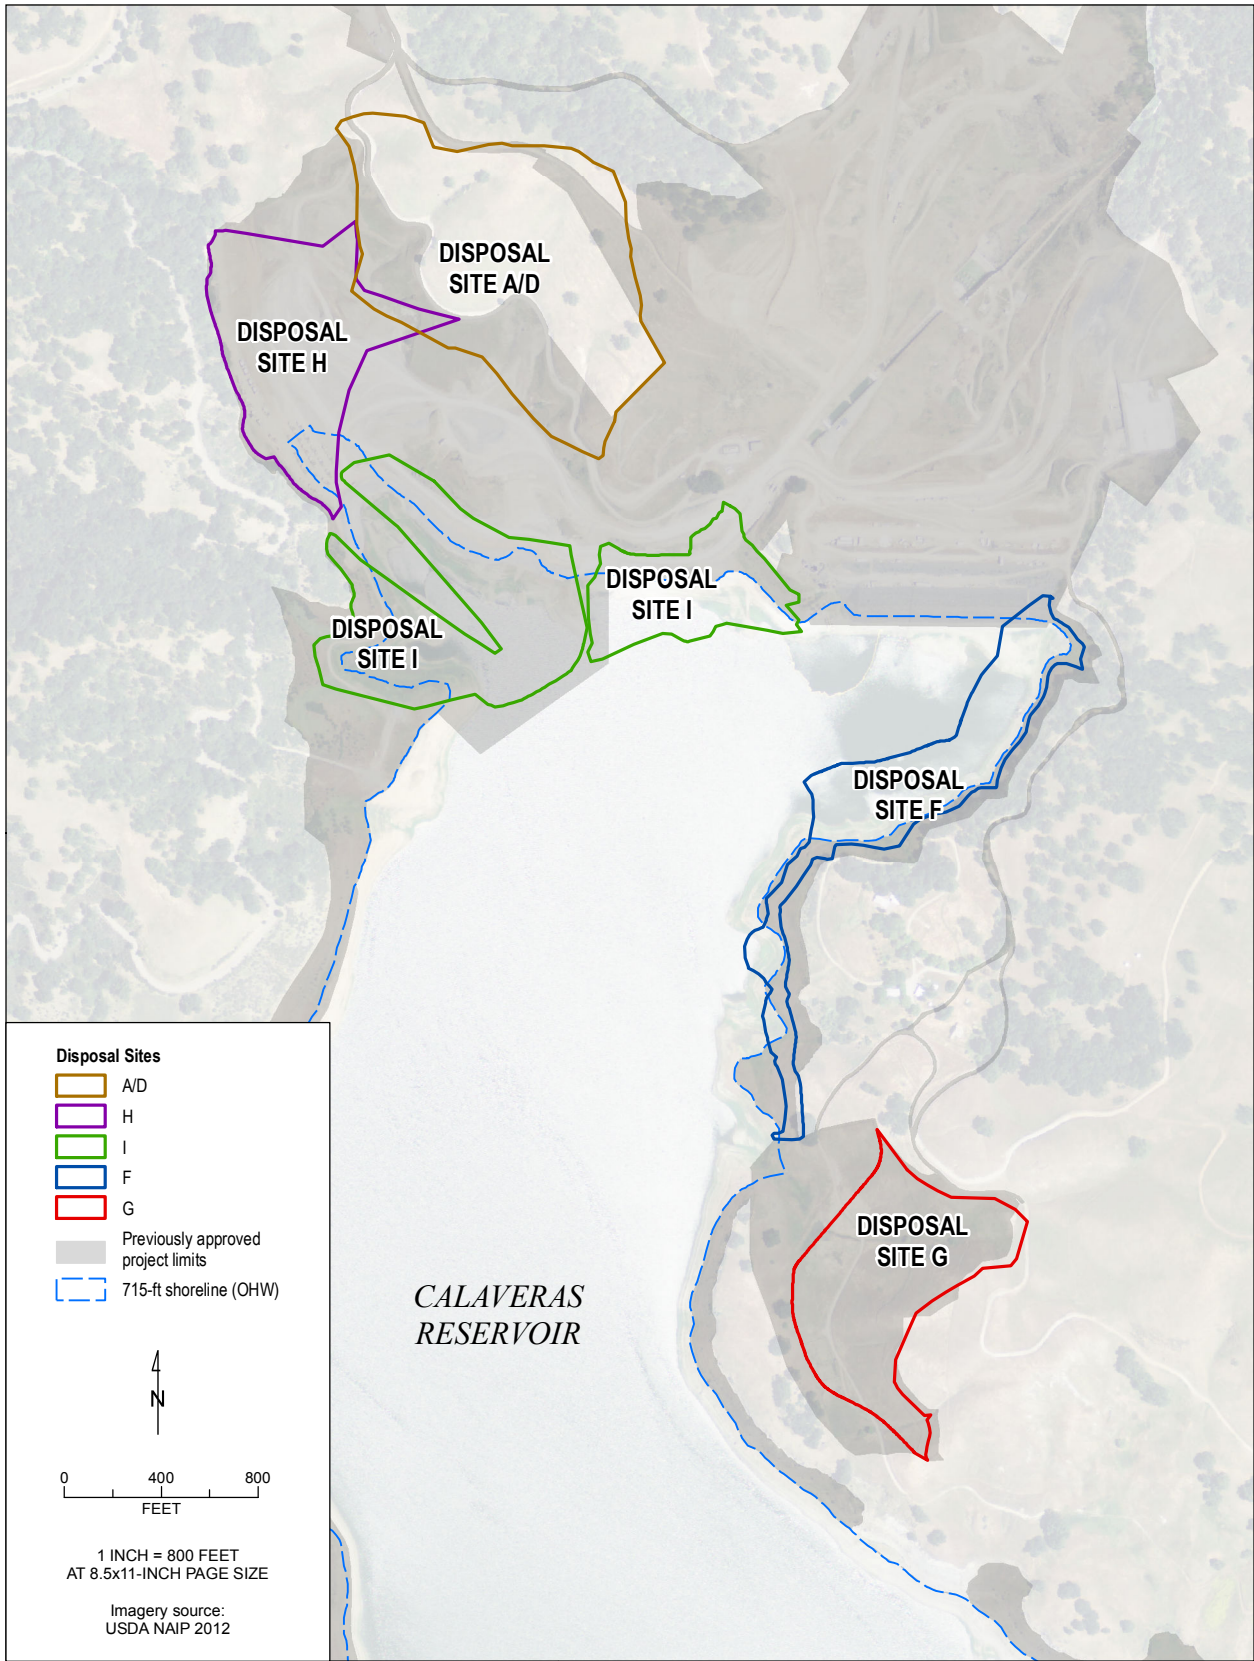 DISPOSAL
SITE A/D
DISPOSAL
SITE H
DISPOSAL
SITE I
DISPOSAL
SITE I
DISPOSAL
SITE F
DISPOSAL
SITE G
CALAVERAS
RESERVOIR
Disposal Sites
A/D
H
I
F
G
Previously approved
project limits
715-ft shoreline (OHW)
N
0 400 800
FEET
1 INCH = 800 FEET
AT 8.5x11-INCH PAGE SIZE
Imagery source:
USDA NAIP 2012